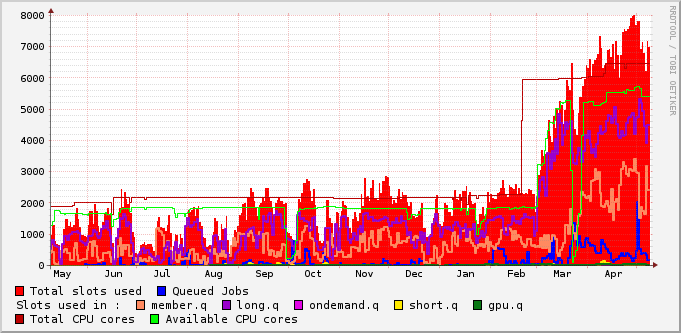 8000
7000
6000
5000
4000
3000
2000
1000
0
May Jun Jul Aug Sep Oct Nov Dec Jan Feb Mar Apr
Total slots used Queued Jobs
Slots used in : member.q long.q ondemand.q short.q gpu.q
Total CPU cores Available CPU cores
RRDTOOL / TOBI OETIKER